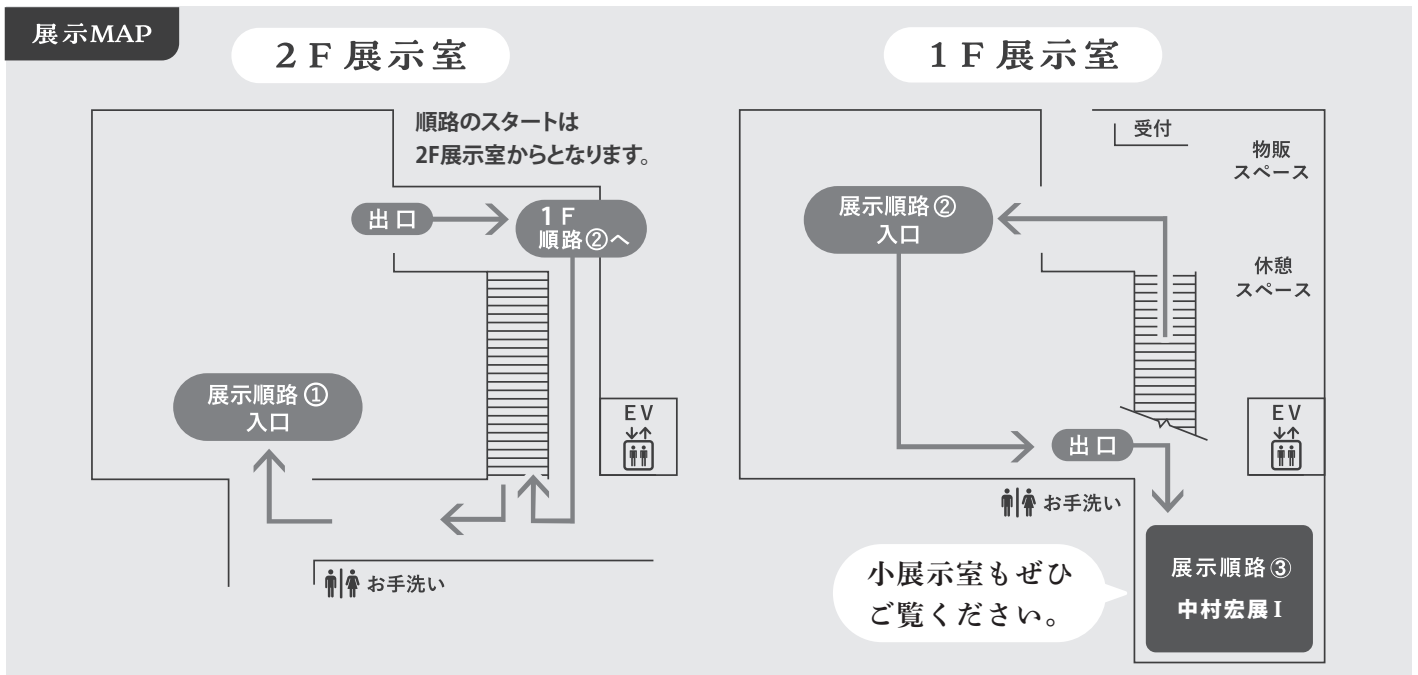 展示MAP
2F展示室
順路のスタートは
2F展示室からとなります。
出口
1F
順路②へ
展示順路①
入口
EV
お手洗い
1F展示室
受付
物販
スペース
展示順路②
入口
休憩
スペース
EV
出口
お手洗い
小展示室もぜひ
ご覧ください。
展示順路③
中村宏展Ⅰ